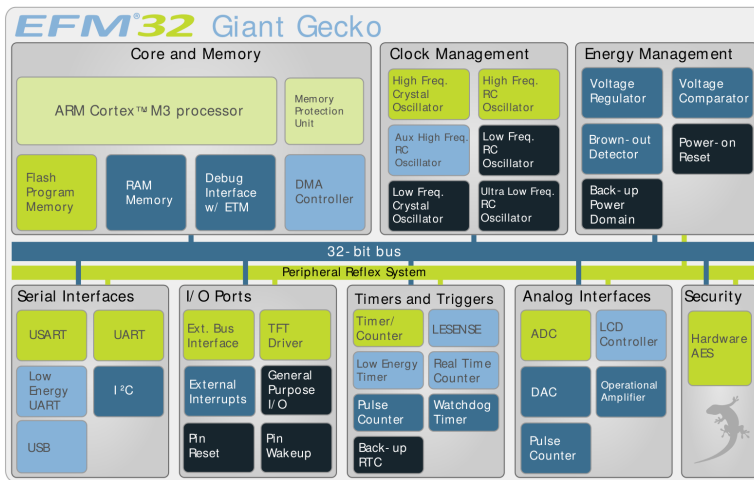 EFM®32 Giant Gecko
Core and Memory
ARM Cortex™ M3 processor
Memory
Protection
Unit
Flash
Program
Memory
RAM
Memory
Debug
Interface
w/ ETM
DMA
Controller
Clock Management
High Freq.
Crystal
Oscillator
High Freq.
RC
Oscillator
Aux High Freq.
RC
Oscillator
Low Freq.
RC
Oscillator
Low Freq.
Crystal
Oscillator
Ultra Low Freq.
RC
Oscillator
Energy Management
Voltage
Regulator
Voltage
Comparator
Brown-out
Detector
Power-on
Reset
Back-up
Power
Domain
32-bit bus
Peripheral Reflex System
Serial Interfaces
USART
UART
Low
Energy
UART
I²C
USB
I/O Ports
Ext. Bus
Interface
TFT
Driver
External
Interrupts
General
Purpose
I/O
Pin
Reset
Pin
Wakeup
Timers and Triggers
Timer/
Counter
LESENSE
Low Energy
Timer
Real Time
Counter
Pulse
Counter
Watchdog
Timer
Back-up
RTC
Analog Interfaces
ADC
LCD
Controller
DAC
Operational
Amplifier
Pulse
Counter
Security
Hardware
AES